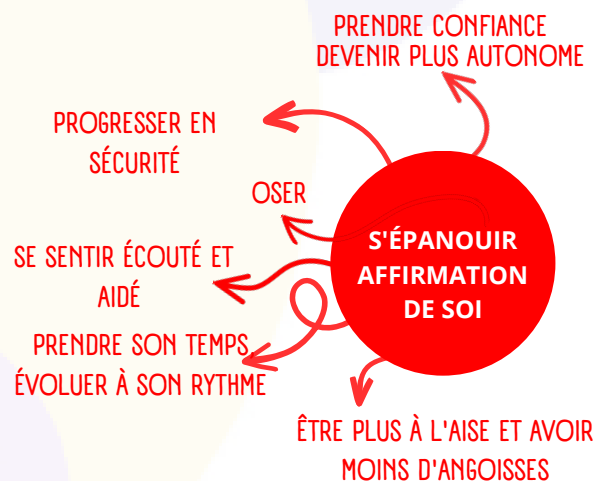 PRENDRE CONFIANCE
DEVENIR PLUS AUTONOME
PROGRESSER EN
SÉCURITÉ
OSER
SE SENTIR ÉCOUTÉ ET
AIDÉ
PRENDRE SON TEMPS,
ÉVOLUER À SON RYTHME
S'ÉPANOUIR
AFFIRMATION
DE SOI
ÊTRE PLUS À L'AISE ET AVOIR
MOINS D'ANGOISSES